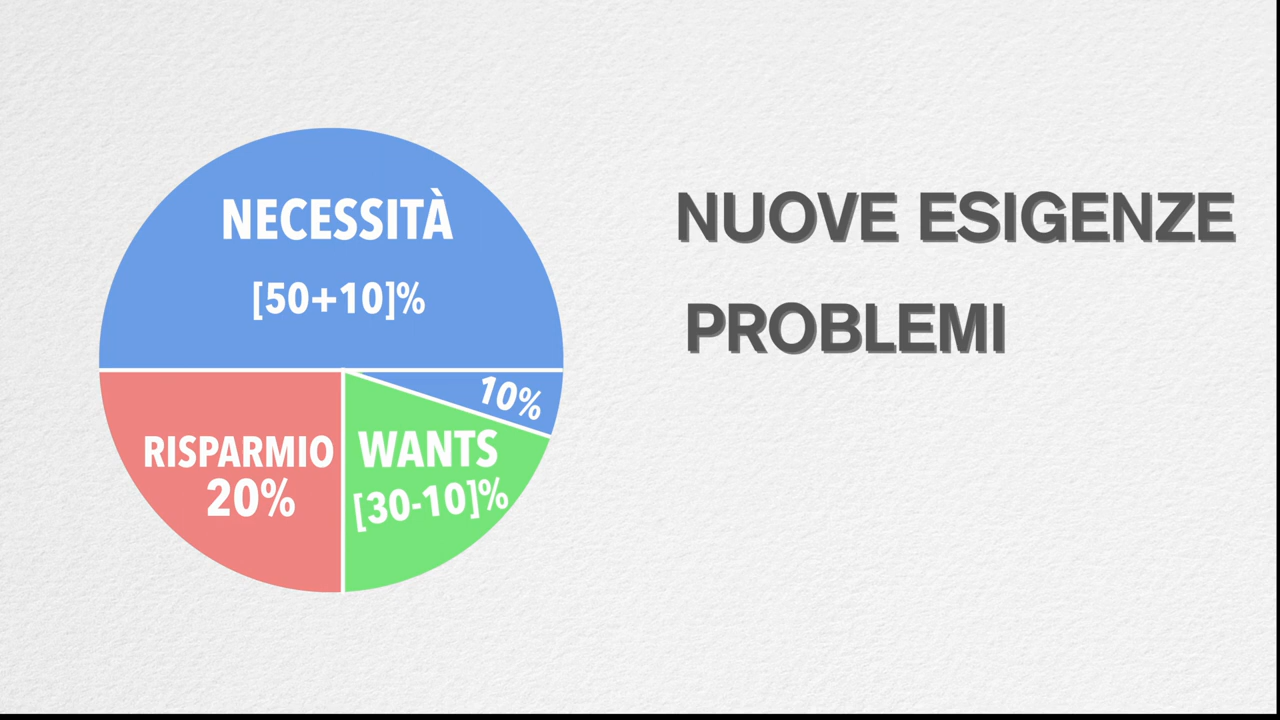 NECESSITÀ
[50+10]%
10%
RISPARMIO
20%
WANTS
[30-10]%
NUOVE ESIGENZE
PROBLEMI